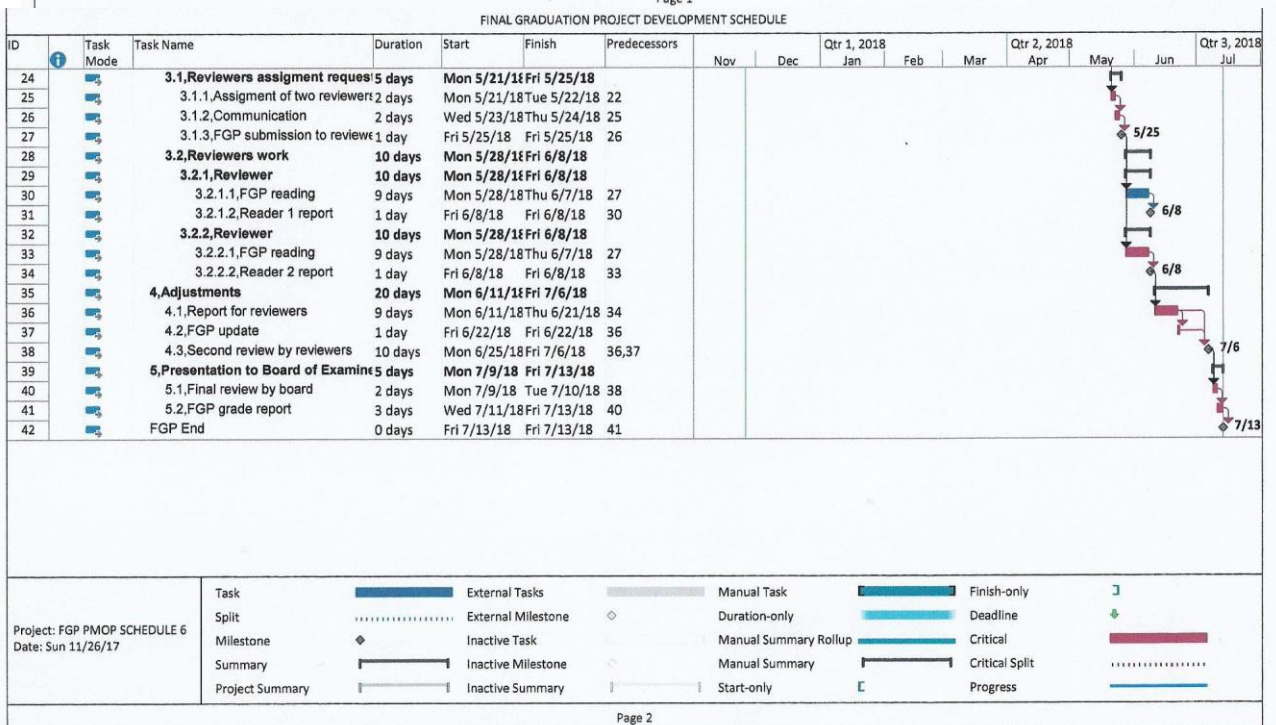 Page 1
FINAL GRADUATION PROJECT DEVELOPMENT SCHEDULE
ID Task Mode Task Name Duration Start Finish Predecessors Qtr 1, 2018 Qtr 2, 2018 Qtr 3, 2018
Nov Dec Jan Feb Mar Apr May Jun Jul
24 3.1,Reviewers assigment reques 5 days Mon 5/21/18 Fri 5/25/18
25 3.1.1,Assigment of two reviewers 2 days Mon 5/21/18 Tue 5/22/18 22
26 3.1.2,Communication 2 days Wed 5/23/18 Thu 5/24/18 25
27 3.1.3,FGP submission to reviewe 1 day Fri 5/25/18 Fri 5/25/18 26 5/25
28 3.2,Reviewers work 10 days Mon 5/28/18 Fri 6/8/18
29 3.2.1,Reviewer 10 days Mon 5/28/18 Fri 6/8/18
30 3.2.1.1,FGP reading 9 days Mon 5/28/18 Thu 6/7/18 27
31 3.2.1.2,Reader 1 report 1 day Fri 6/8/18 Fri 6/8/18 30 6/8
32 3.2.2,Reviewer 10 days Mon 5/28/18 Fri 6/8/18
33 3.2.2.1,FGP reading 9 days Mon 5/28/18 Thu 6/7/18 27
34 3.2.2.2,Reader 2 report 1 day Fri 6/8/18 Fri 6/8/18 33 6/8
35 4,Adjustments 20 days Mon 6/11/18 Fri 7/6/18
36 4.1,Report for reviewers 9 days Mon 6/11/18 Thu 6/21/18 34
37 4.2,FGP update 1 day Fri 6/22/18 Fri 6/22/18 36
38 4.3,Second review by reviewers 10 days Mon 6/25/18 Fri 7/6/18 36,37 7/6
39 5,Presentation to Board of Examine 5 days Mon 7/9/18 Fri 7/13/18
40 5.1,Final review by board 2 days Mon 7/9/18 Tue 7/10/18 38
41 5.2,FGP grade report 3 days Wed 7/11/18 Fri 7/13/18 40
42 FGP End 0 days Fri 7/13/18 Fri 7/13/18 41 7/13
Project: FGP PMOP SCHEDULE 6
Date: Sun 11/26/17
Task External Tasks Manual Task Finish-only
Split External Milestone Duration-only Deadline
Milestone Inactive Task Manual Summary Rollup Critical
Summary Inactive Milestone Manual Summary Critical Split
Project Summary Inactive Summary Start-only Progress
Page 2